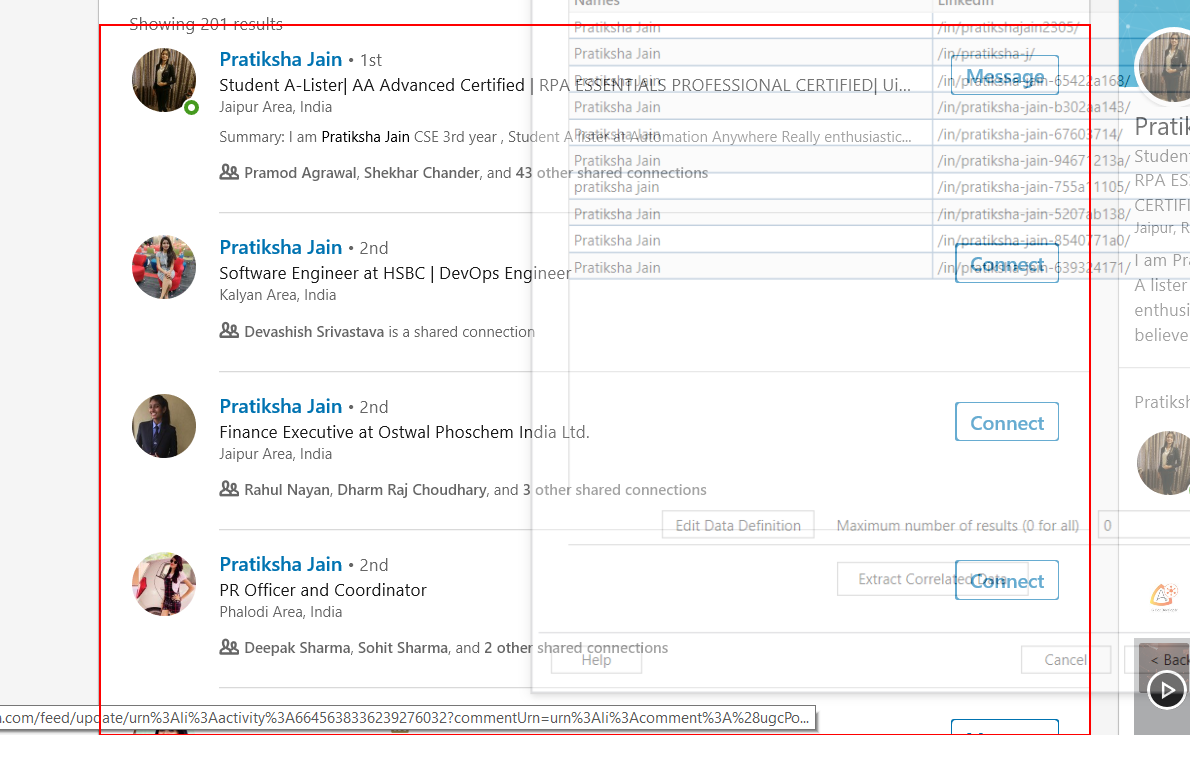 Showing 201 results
Pratiksha Jain • 1st
Student A-Lister| AA Advanced Certified | RPA ESSENTIALS PROFESSIONAL CERTIFIED| Ui...
Jaipur Area, India
Summary: I am Pratiksha Jain CSE 3rd year , Student A lister at Automation Anywhere Really enthusiastic...
Pramod Agrawal, Shekhar Chander, and 43 other shared connections
Message
Pratiksha Jain • 2nd
Software Engineer at HSBC | DevOps Engineer
Kalyan Area, India
Devashish Srivastava is a shared connection
Connect
Pratiksha Jain • 2nd
Finance Executive at Ostwal Phoschem India Ltd.
Jaipur Area, India
Rahul Nayan, Dharm Raj Choudhary, and 3 other shared connections
Connect
Pratiksha Jain • 2nd
PR Officer and Coordinator
Phalodi Area, India
Deepak Sharma, Sohit Sharma, and 2 other shared connections
Connect
Names LinkedIn
Pratiksha Jain /in/pratikshajain2305/
Pratiksha Jain /in/pratiksha-j/
Pratiksha Jain /in/pratiksha-jain-65422a168/
Pratiksha Jain /in/pratiksha-jain-b302aa143/
Pratiksha Jain /in/pratiksha-jain-67603714/
Pratiksha Jain /in/pratiksha-jain-94671213a/
pratiksha jain /in/pratiksha-jain-755a11105/
Pratiksha Jain /in/pratiksha-jain-5207ab138/
Pratiksha Jain /in/pratiksha-jain-8540771a0/
Pratiksha Jain /in/pratiksha-jain-639324171/
Edit Data Definition Maximum number of results (0 for all) 0
Extract Correlated Data
Help Cancel < Back
Pratik
Student
RPA ES
CERTIFI
Jaipur, R
I am Pra
A lister
enthusi
believe
Pratiksh
.com/feed/update/urn%3Ali%3Aactivity%3A6645638336239276032?commentUrn=urn%3Ali%3Acomment%3A%28ugcPo...